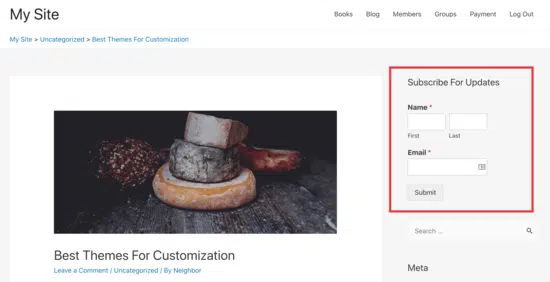 My Site
Books Blog Members Groups Payment Log Out
My Site > Uncategorized > Best Themes For Customization
Subscribe For Updates
Name *
First Last
Email *
Submit
Search ...
Best Themes For Customization
Leave a Comment / Uncategorized / By Neighbor
Meta